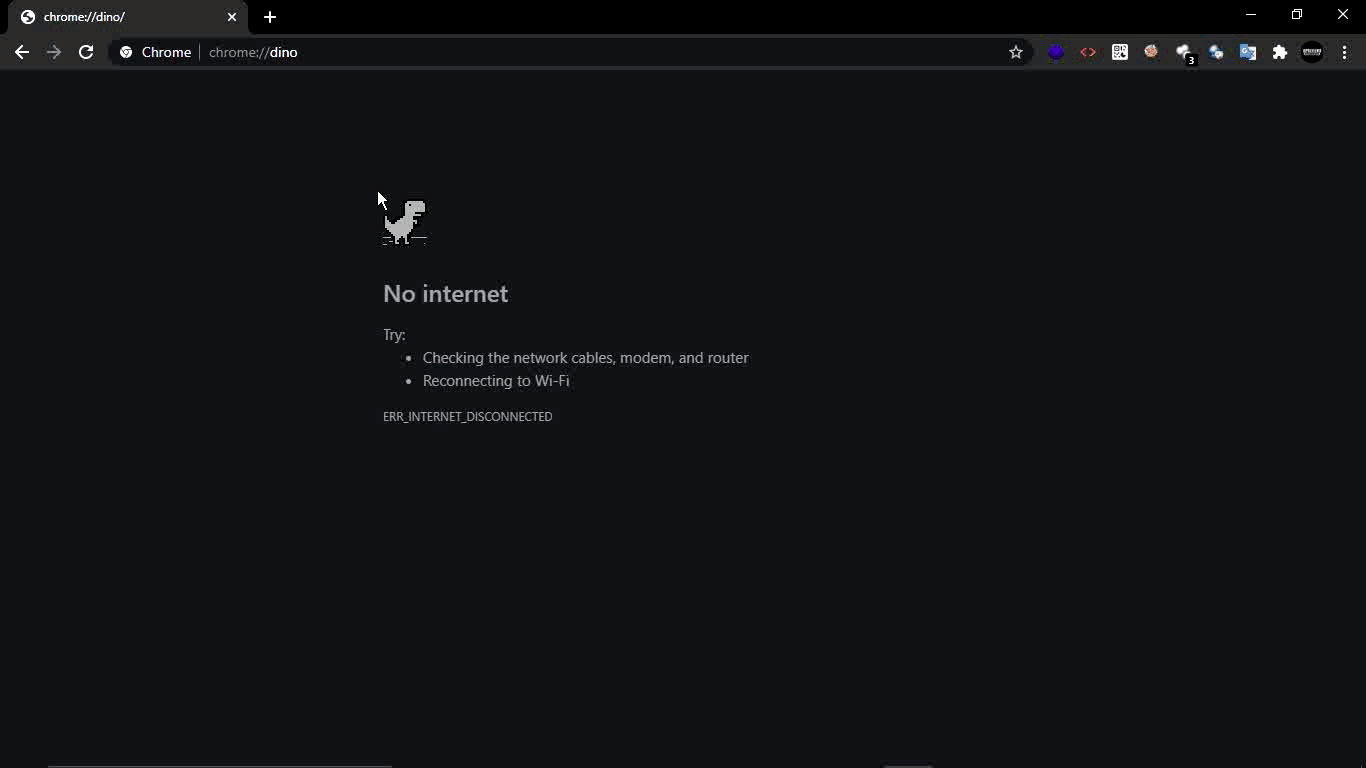 chrome://dino/
Chrome chrome://dino
3
No internet
Try:
• Checking the network cables, modem, and router
• Reconnecting to Wi-Fi
ERR_INTERNET_DISCONNECTED